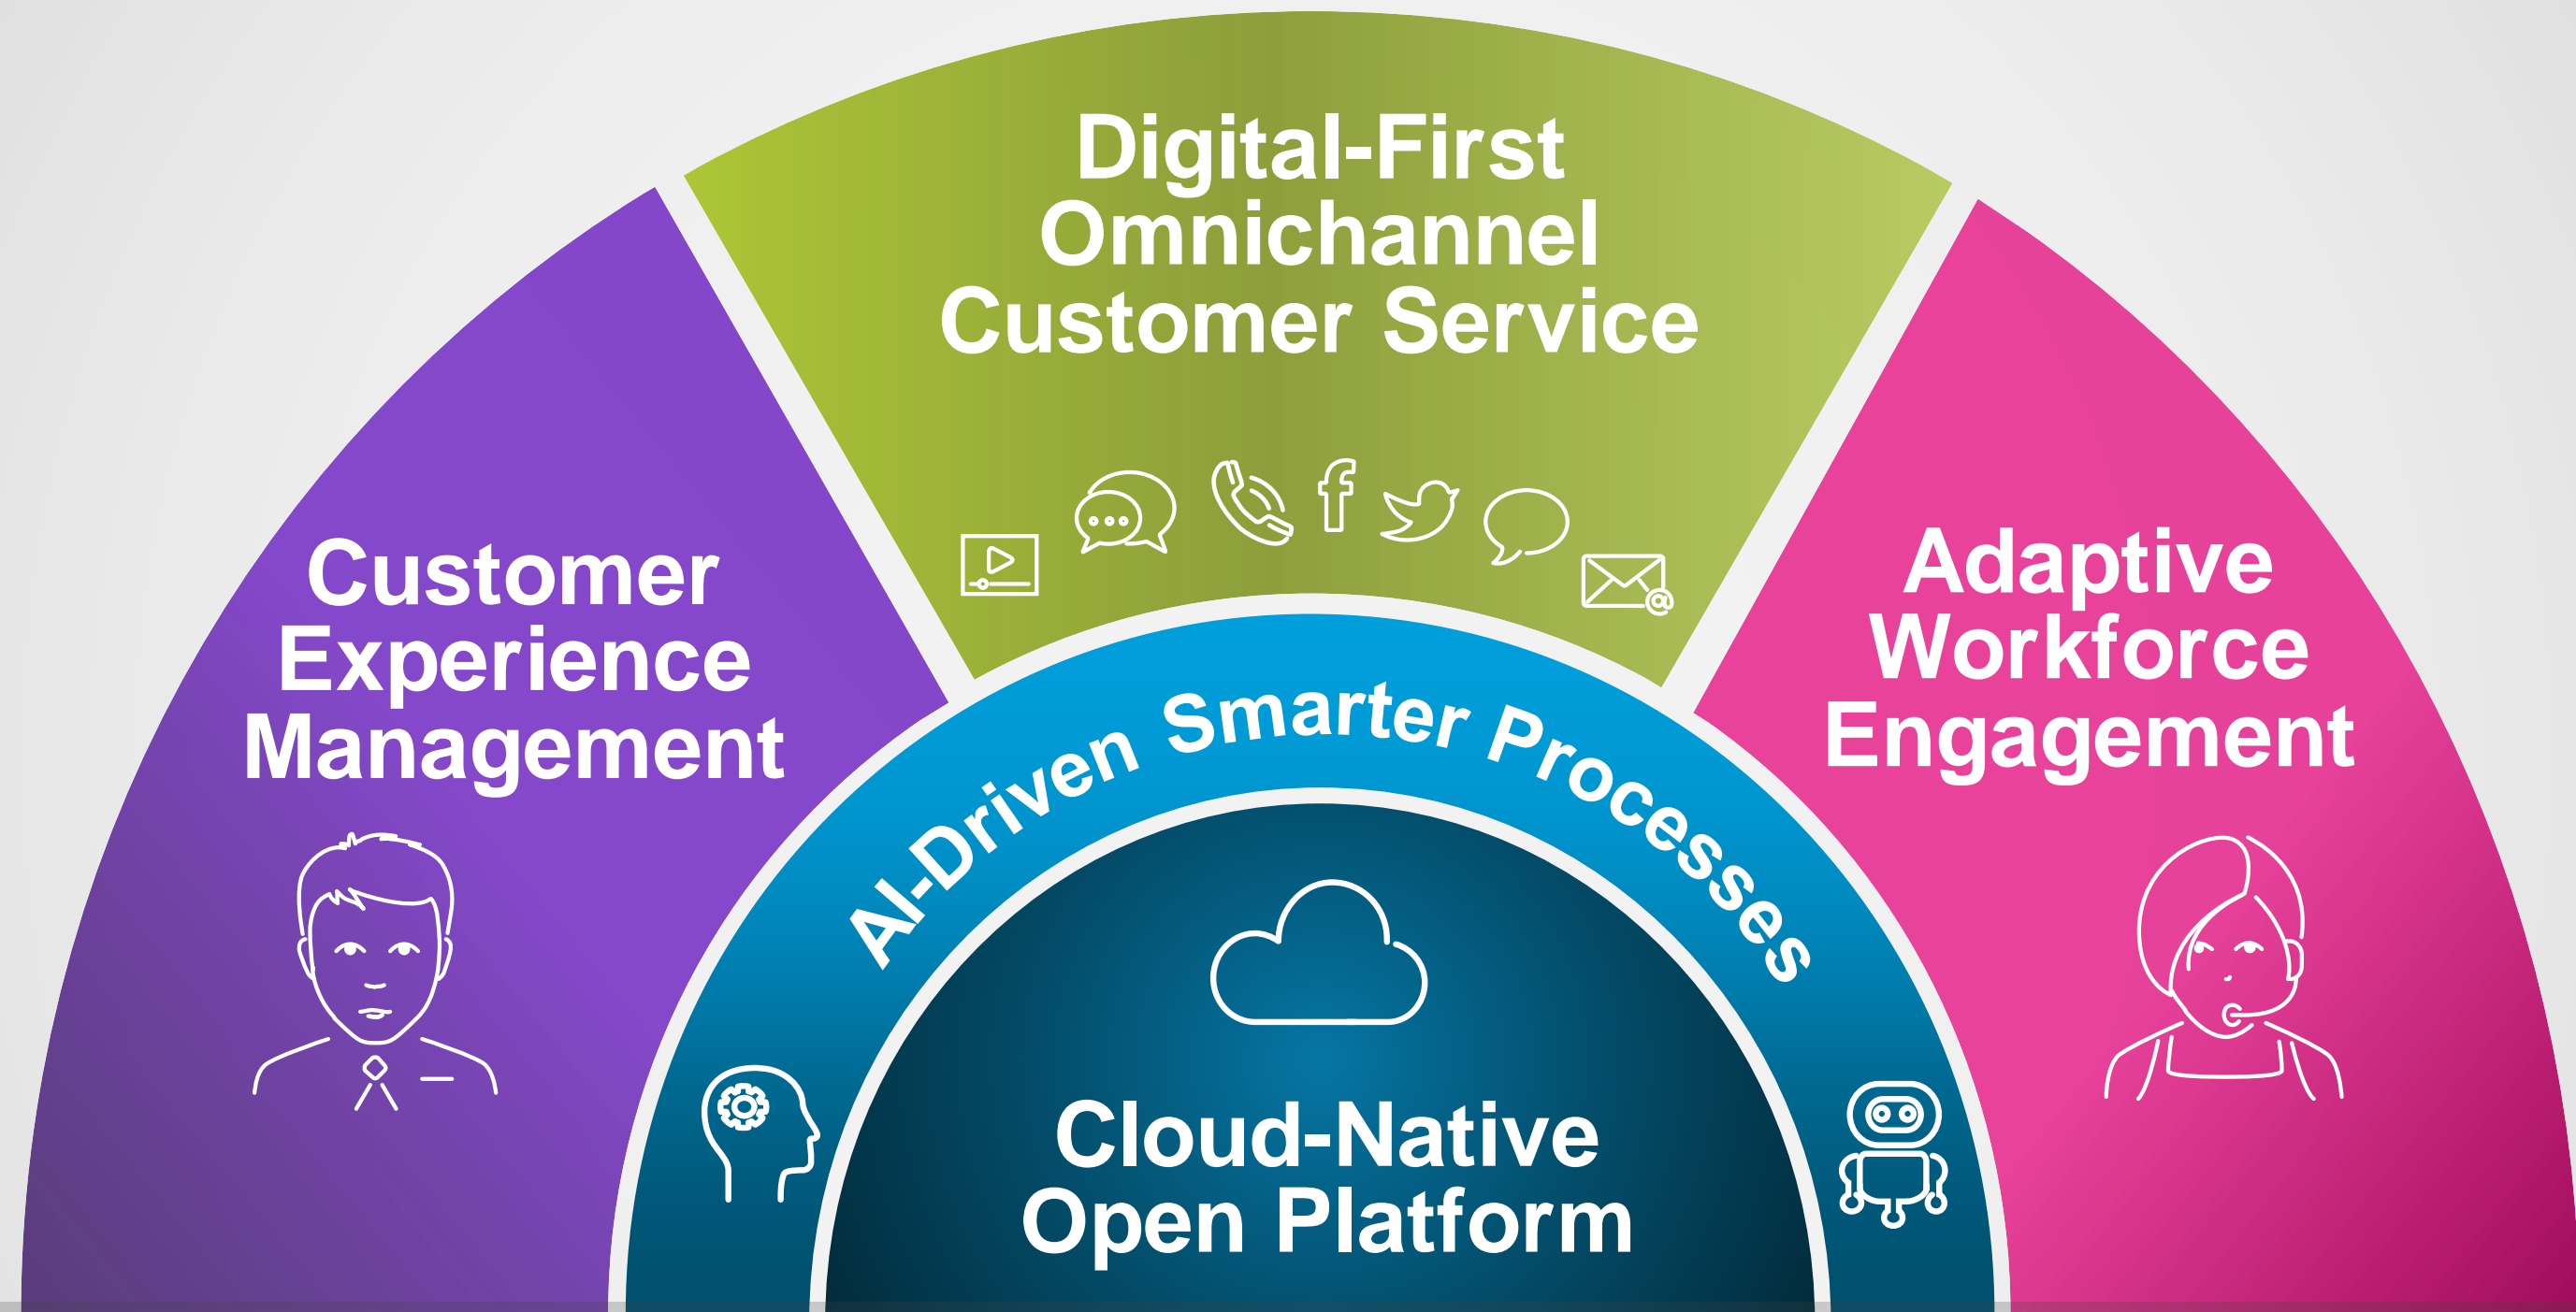 Digital-First
Omnichannel
Customer Service
Customer
Experience
Management
Adaptive
Workforce
Engagement
AI-Driven Smarter Processes
Cloud-Native
Open Platform